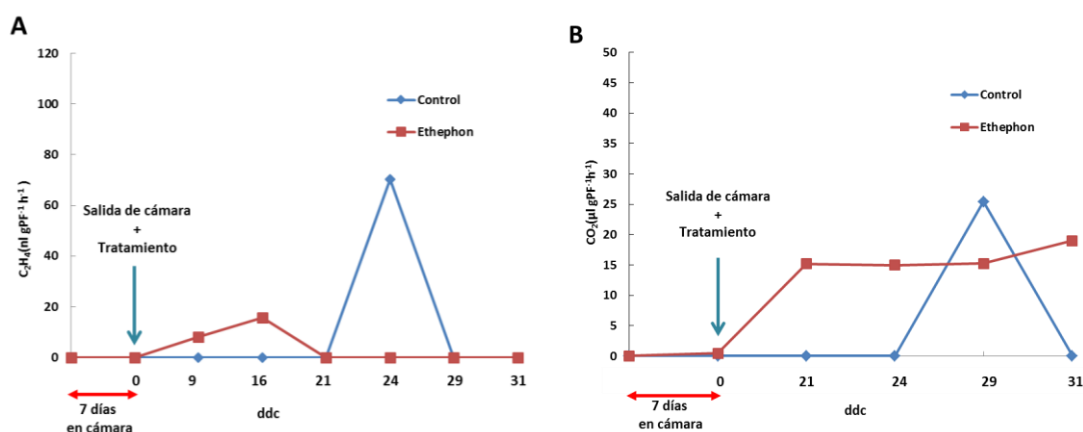 A
120
100
80
60
40
20
0
C₂H₄(nl gPF⁻¹ h⁻¹ )
Control
Ethephon
Salida de cámara
+
Tratamiento
0 9 16 21 24 29 31
7 días
en cámara
ddc
B
50
45
40
35
30
25
20
15
10
5
0
CO₂(µl gPF⁻¹h⁻¹)
Control
Ethephon
Salida de cámara
+
Tratamiento
0 21 24 29 31
7 días
en cámara
ddc